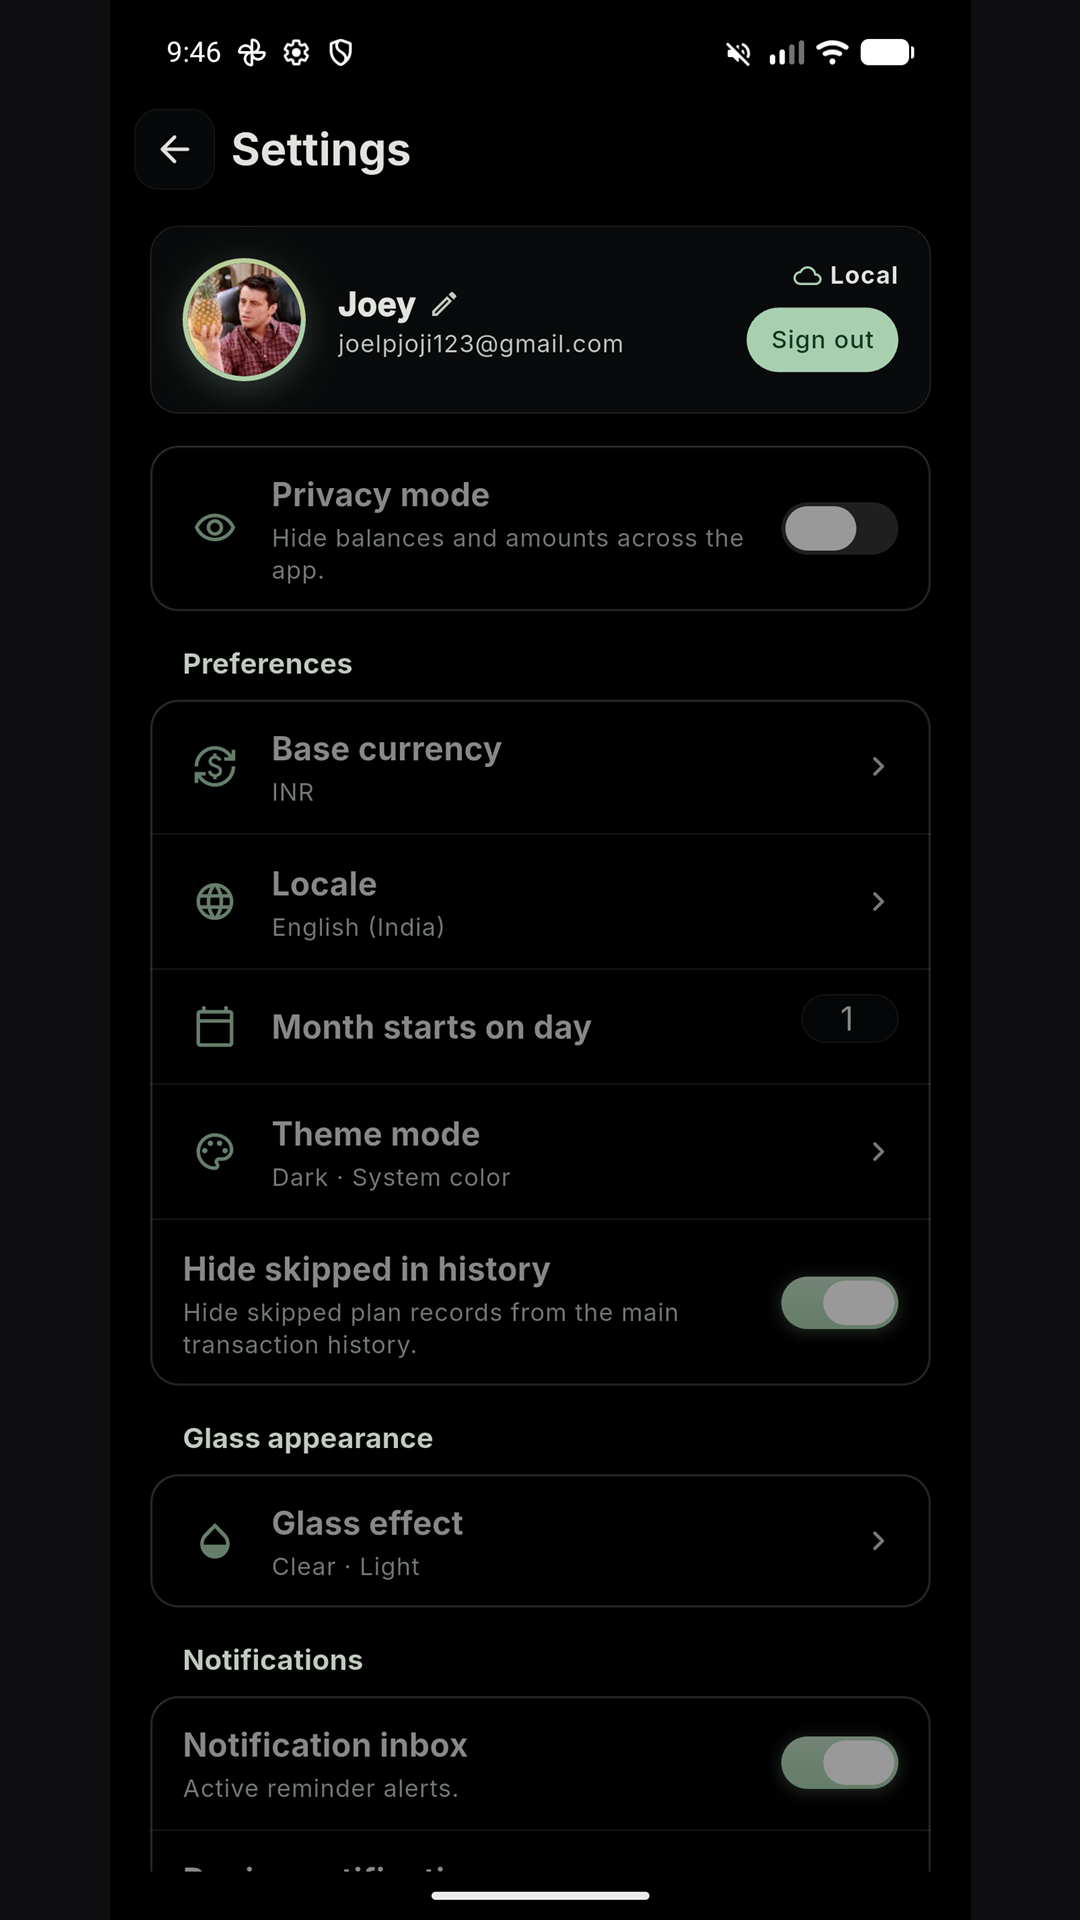 9:46
Settings
Local
Joey
joelpjoji123@gmail.com
Sign out
Privacy mode
Hide balances and amounts across the
app.
Preferences
Base currency
INR
Locale
English (India)
Month starts on day
1
Theme mode
Dark · System color
Hide skipped in history
Hide skipped plan records from the main
transaction history.
Glass appearance
Glass effect
Clear · Light
Notifications
Notification inbox
Active reminder alerts.